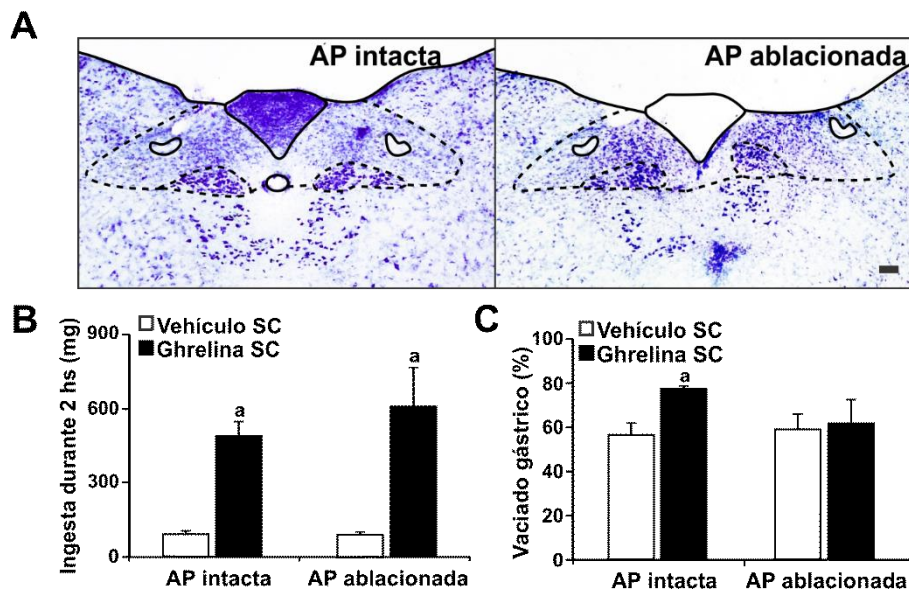 A
AP intacta
AP ablacionada
B
Vehículo SC
Ghrelina SC
Ingesta durante 2 hs (mg)
900
600
300
0
a
a
AP intacta
AP ablacionada
C
Vehículo SC
Ghrelina SC
Vaciado gástrico (%)
100
80
60
40
20
0
a
AP intacta
AP ablacionada